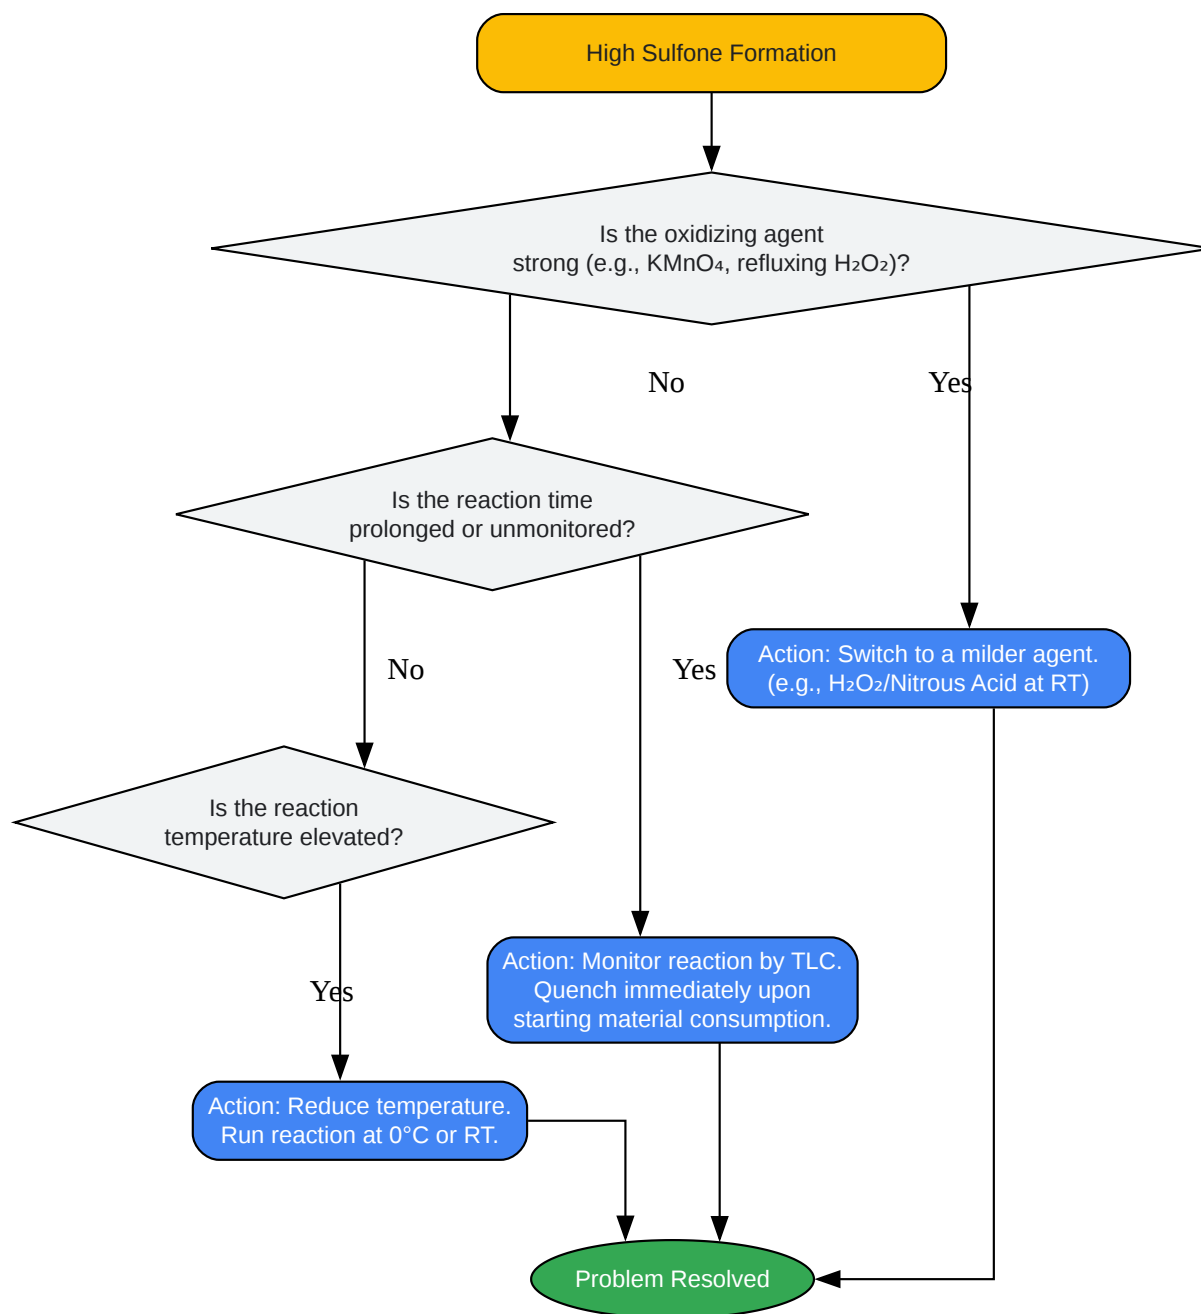 High Sulfone Formation
Is the oxidizing agent
strong (e.g., KMnO₄, refluxing H₂O₂)?
No
Yes
Is the reaction time
prolonged or unmonitored?
No
Yes
Action: Switch to a milder agent.
(e.g., H₂O₂/Nitrous Acid at RT)
Is the reaction
temperature elevated?
Yes
Action: Monitor reaction by TLC.
Quench immediately upon
starting material consumption.
Action: Reduce temperature.
Run reaction at 0°C or RT.
Problem Resolved